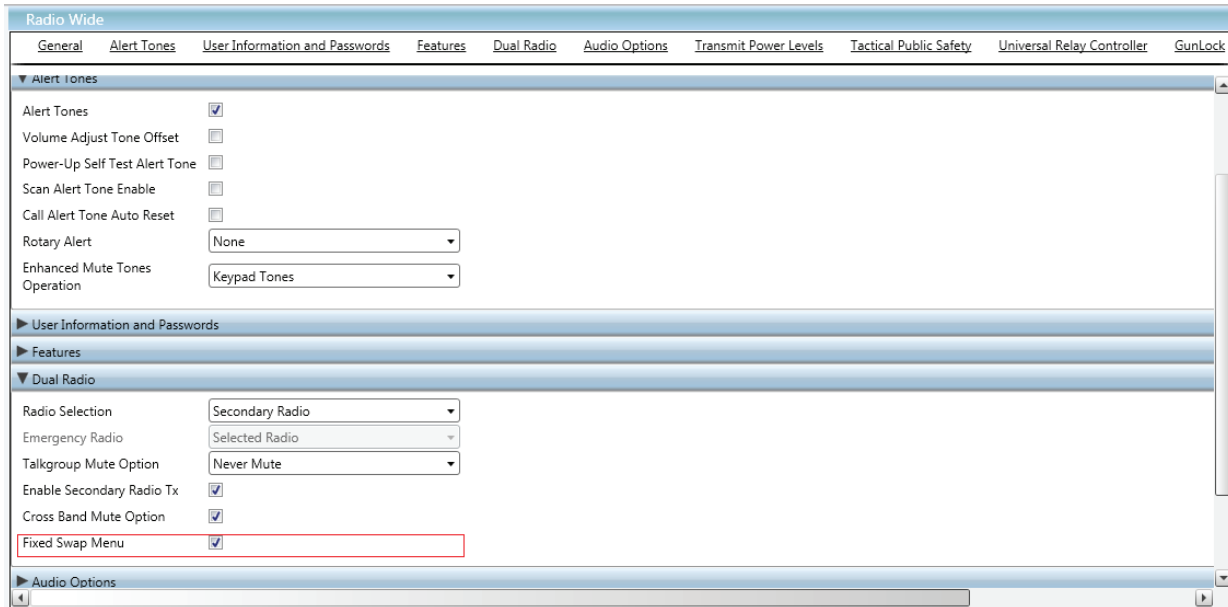 Radio Wide
General Alert Tones User Information and Passwords Features Dual Radio Audio Options Transmit Power Levels Tactical Public Safety Universal Relay Controller GunLock
Alert Tones
Alert Tones
Volume Adjust Tone Offset
Power-Up Self Test Alert Tone
Scan Alert Tone Enable
Call Alert Tone Auto Reset
Rotary Alert None
Enhanced Mute Tones
Operation Keypad Tones
User Information and Passwords
Features
Dual Radio
Radio Selection Secondary Radio
Emergency Radio Selected Radio
Talkgroup Mute Option Never Mute
Enable Secondary Radio Tx
Cross Band Mute Option
Fixed Swap Menu
Audio Options